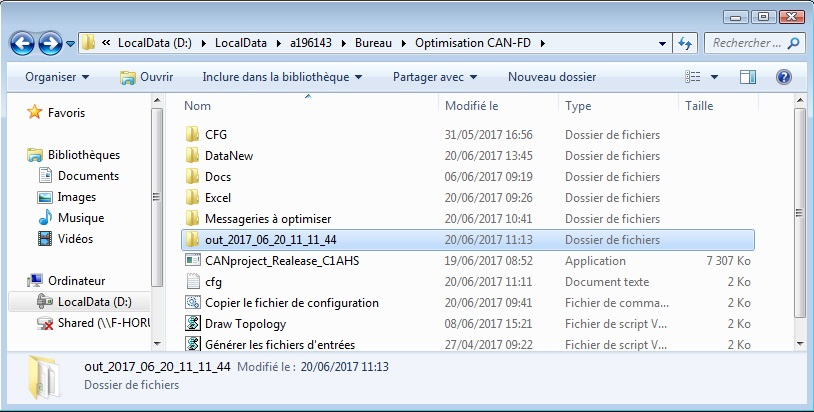 « LocalData (D:) ▸ LocalData ▸ a196143 ▸ Bureau ▸ Optimisation CAN-FD ▸ Rechercher ...
Organiser Ouvrir Inclure dans la bibliothèque Partager avec Nouveau dossier
Favoris
Bibliothèques
Documents
Images
Musique
Vidéos
Ordinateur
LocalData (D:)
Shared (\\F-HORU
Nom Modifié le Type Taille
CFG 31/05/2017 16:56 Dossier de fichiers
DataNew 20/06/2017 13:45 Dossier de fichiers
Docs 06/06/2017 09:19 Dossier de fichiers
Excel 20/06/2017 09:26 Dossier de fichiers
Messageries à optimiser 20/06/2017 10:41 Dossier de fichiers
out_2017_06_20_11_11_44 20/06/2017 11:13 Dossier de fichiers
CANproject_Realease_C1AHS 19/06/2017 08:52 Application 7 307 Ko
cfg 20/06/2017 11:11 Document texte 2 Ko
Copier le fichier de configuration 20/06/2017 09:41 Fichier de comma... 2 Ko
Draw Topology 08/06/2017 15:21 Fichier de script V... 2 Ko
Générer les fichiers d'entrées 27/04/2017 09:22 Fichier de script V... 2 Ko
out_2017_06_20_11_11_44 Modifié le : 20/06/2017 11:13
Dossier de fichiers